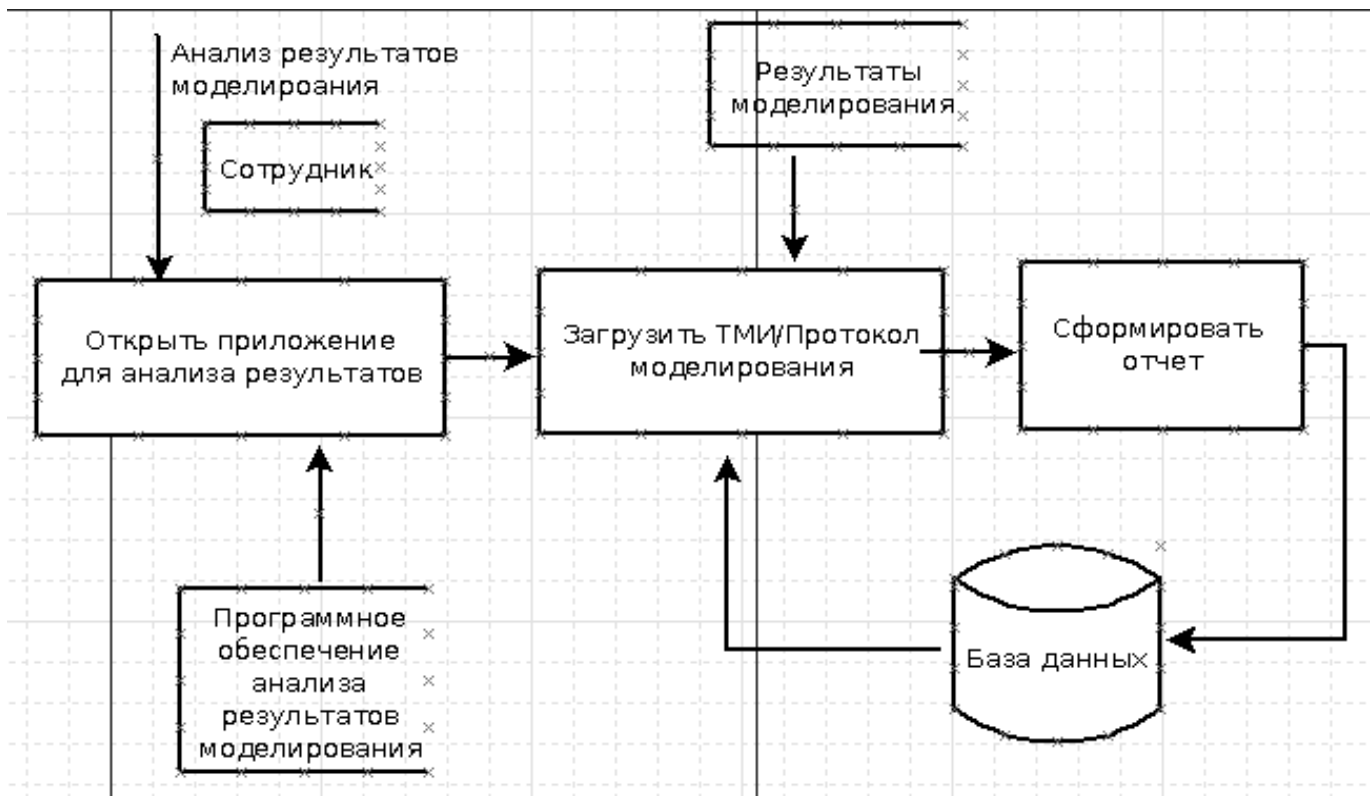 Анализ результатов
моделироания
Сотрудник
Результаты
моделирования
Открыть приложение
для анализа результатов
Загрузить ТМИ/Протокол
моделирования
Сформировать
отчет
Программное
обеспечение
анализа
результатов
моделирования
База данных